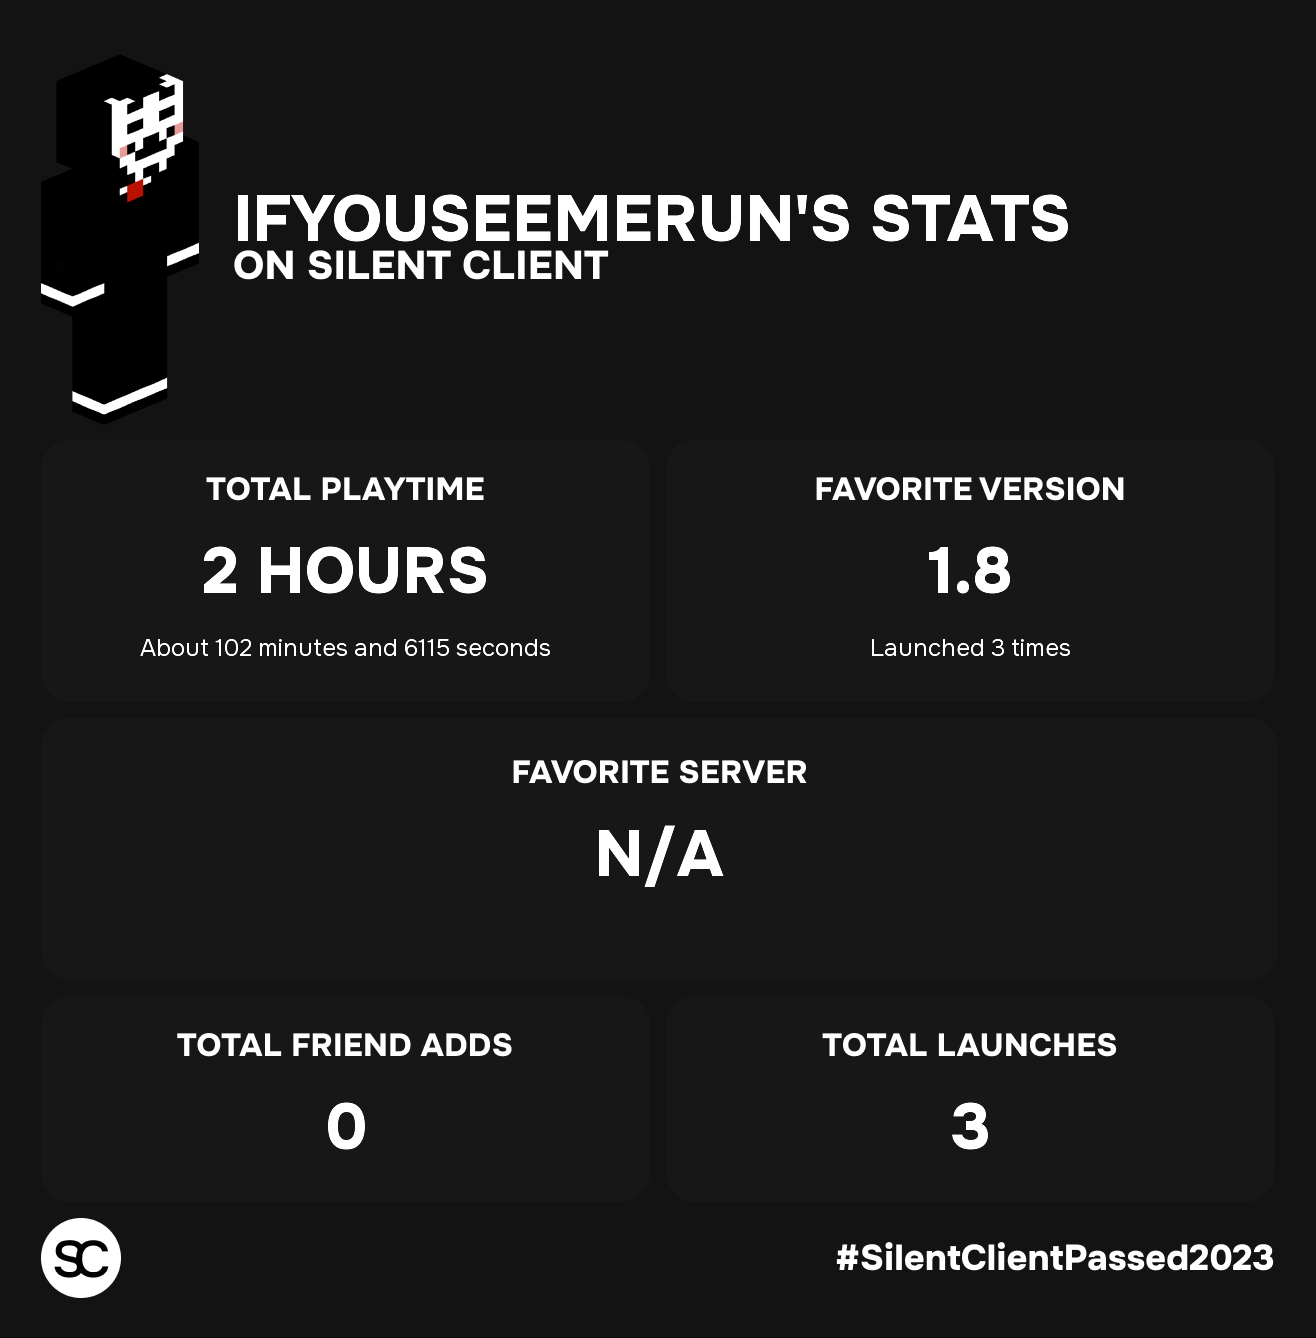 IFYOUSEEMERUN'S STATS
ON SILENT CLIENT
TOTAL PLAYTIME
2 HOURS
About 102 minutes and 6115 seconds
FAVORITE VERSION
1.8
Launched 3 times
FAVORITE SERVER
N/A
TOTAL FRIEND ADDS
0
TOTAL LAUNCHES
3
SC
#SilentClientPassed2023